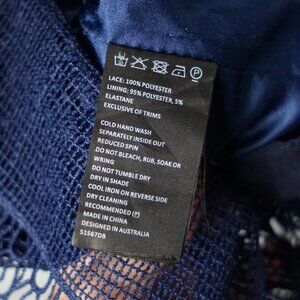 LACE: 100% POLYESTER
LINING: 95% POLYESTER, 5%
ELASTANE
EXCLUSIVE OF TRIMS
COLD HAND WASH
SEPARATELY INSIDE OUT
REDUCED SPIN
DO NOT BLEACH, RUB, SOAK OR
WRING
DO NOT TUMBLE DRY
DRY IN SHADE
COOL IRON ON REVERSE SIDE
DRY CLEANING
RECOMMENDED (P)
MADE IN CHINA
DESIGNED IN AUSTRALIA
51567DB